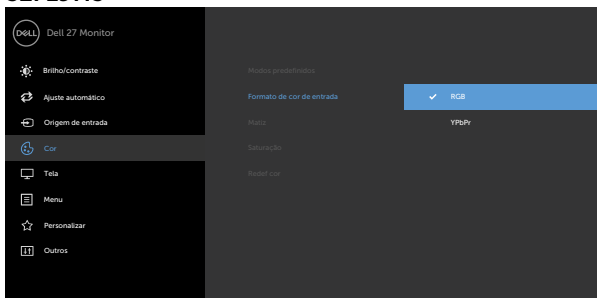 DELL
Dell 27 Monitor
Brilho/contraste
Ajuste automático
Origem de entrada
Cor
Tela
Menu
Personalizar
Outros
Modos predefinidos
Formato de cor de entrada
Matiz
Saturação
Redef cor
RGB
YPbPr